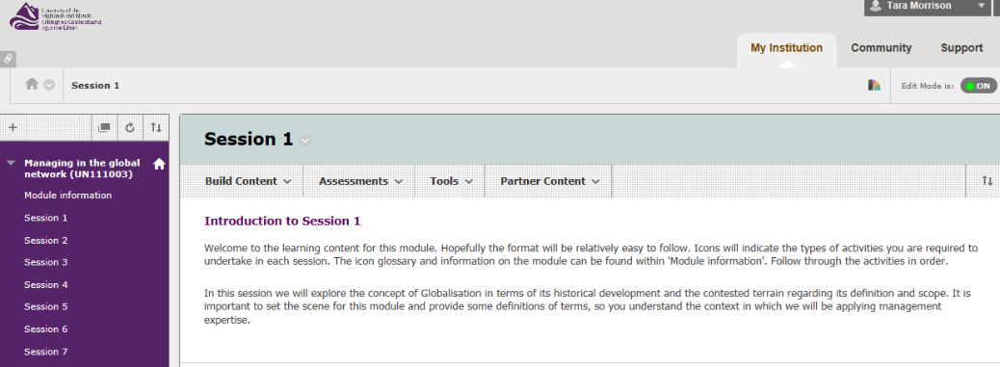 University of the
Highlands and Islands
Oilthigh na Gàidhealtachd
agus nan Eilean
Tara Morrison
My Institution
Community
Support
Session 1
Edit Mode is:
ON
Session 1
Build Content
Assessments
Tools
Partner Content
Managing in the global
network (UN111003)
Module information
Session 1
Session 2
Session 3
Session 4
Session 5
Session 6
Session 7
Introduction to Session 1
Welcome to the learning content for this module. Hopefully the format will be relatively easy to follow. Icons will indicate the types of activities you are required to
undertake in each session. The icon glossary and information on the module can be found within 'Module information'. Follow through the activities in order.
In this session we will explore the concept of Globalisation in terms of its historical development and the contested terrain regarding its definition and scope. It is
important to set the scene for this module and provide some definitions of terms, so you understand the context in which we will be applying management
expertise.